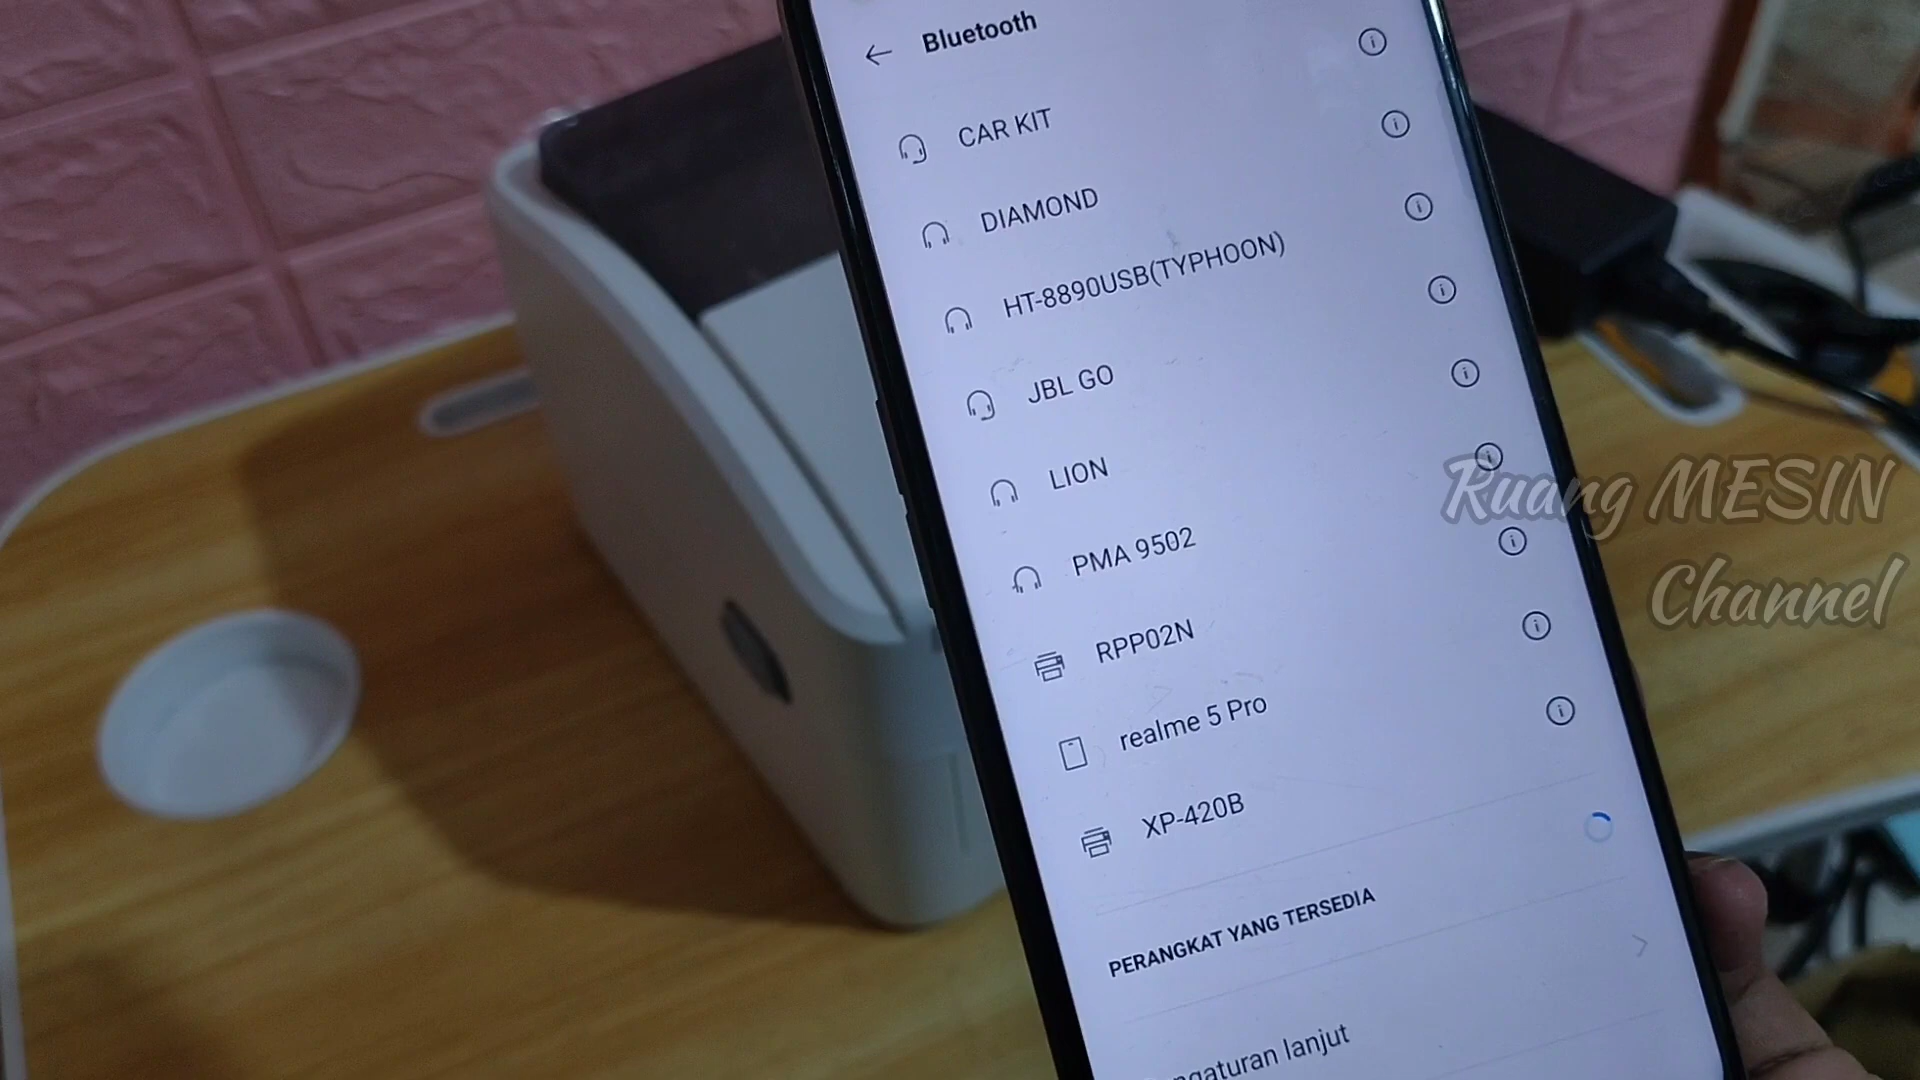 Bluetooth
CAR KIT
DIAMOND
HT-8890USB(TYPHOON)
JBL GO
LION
PMA 9502
RPP02N
realme 5 Pro
XP-420B
PERANGKAT YANG TERSEDIA
lanjut
Ruang MESIN
Channel